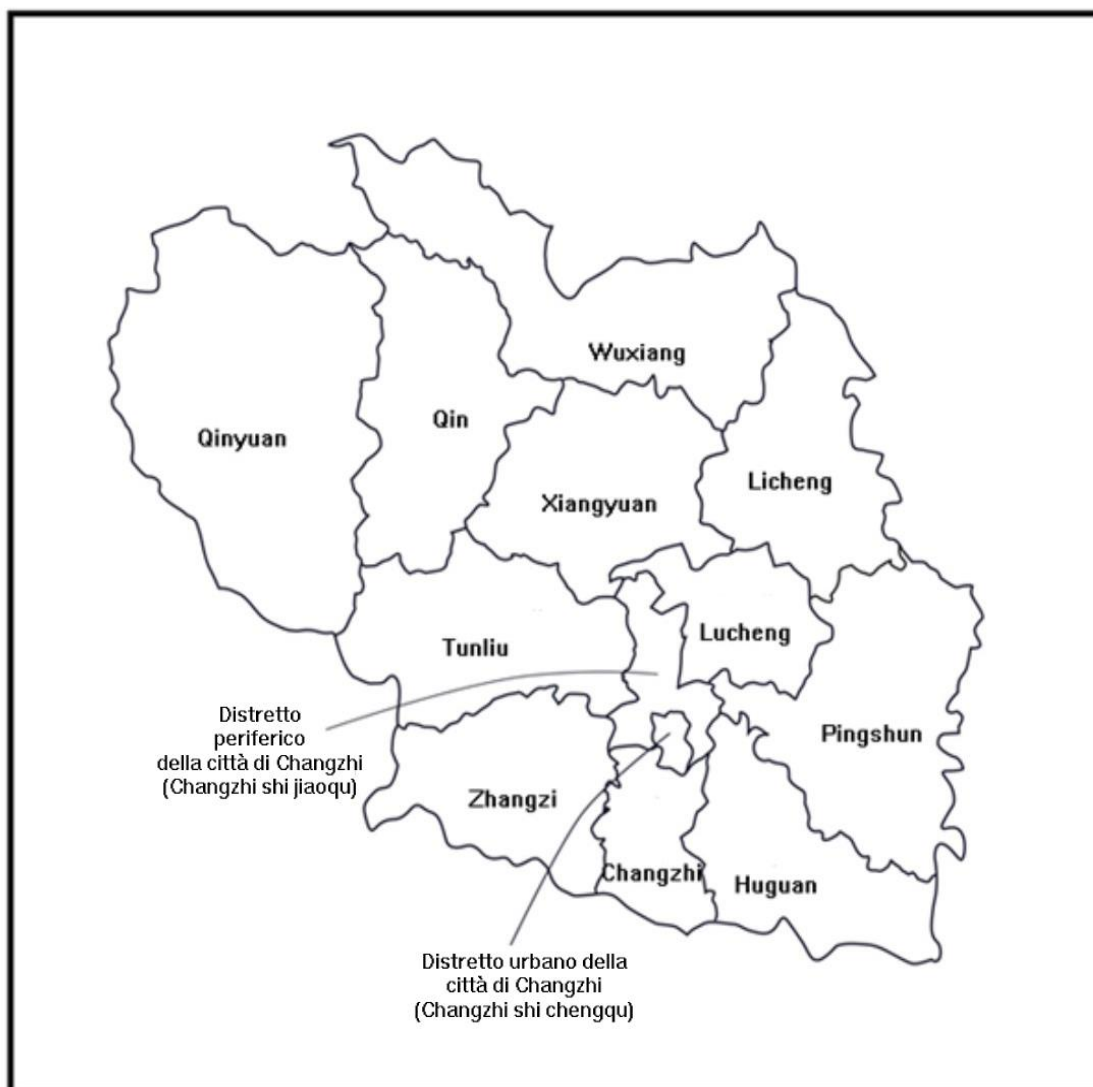 Wuxiang
Qin
Qinyuan
Licheng
Xiangyuan
Lucheng
Tunliu
Distretto
periferico
della città di Changzhi
(Changzhi shi jiaoqu)
Pingshun
Zhangzi
Changzhi
Huguan
Distretto urbano della
città di Changzhi
(Changzhi shi chengqu)